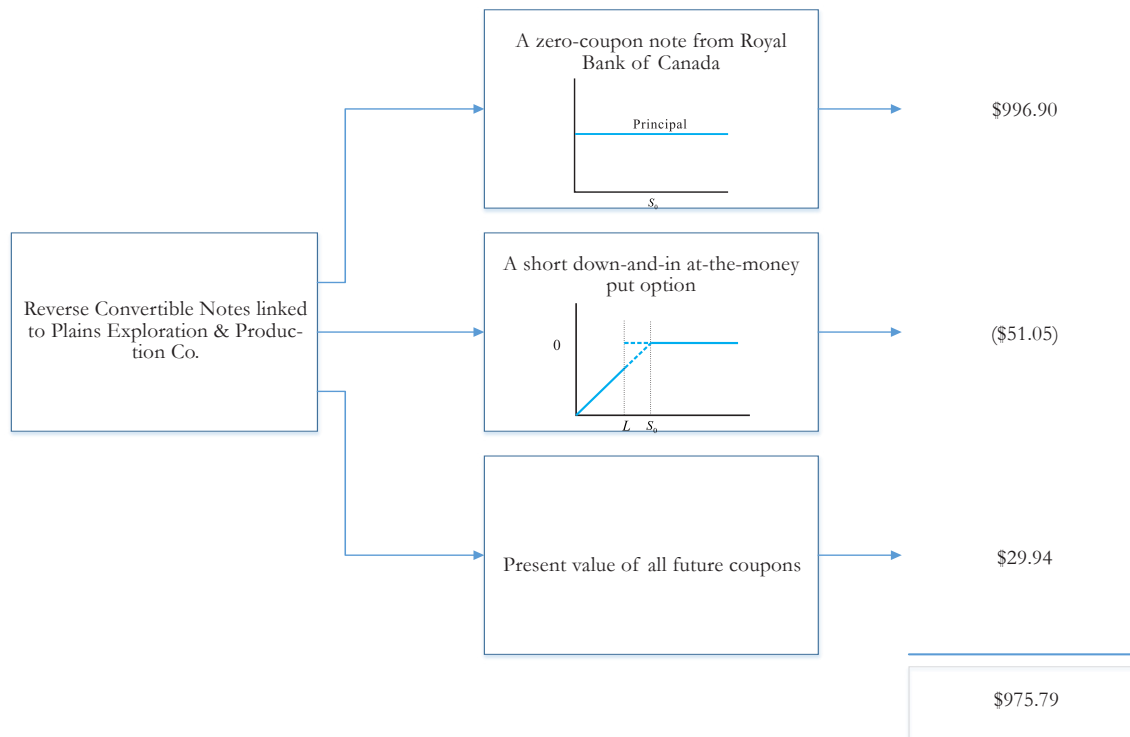 A zero-coupon note from Royal
Bank of Canada
Principal
S0
$996.90
Reverse Convertible Notes linked
to Plains Exploration & Produc-
tion Co.
A short down-and-in at-the-money
put option
0
L S0
($51.05)
Present value of all future coupons
$29.94
$975.79